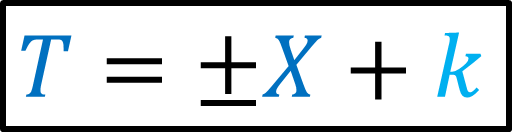 T = ±X + k